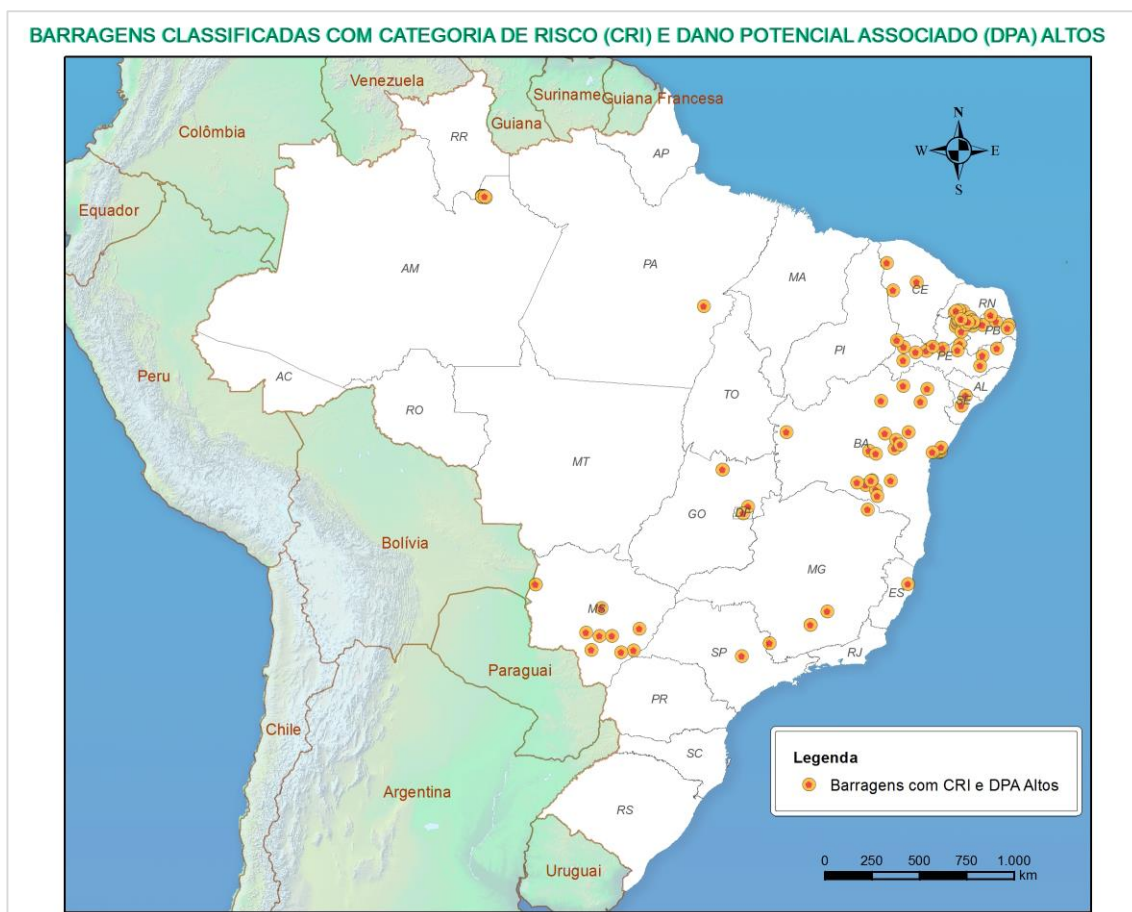 BARRAGENS CLASSIFICADAS COM CATEGORIA DE RISCO (CRI) E DANO POTENCIAL ASSOCIADO (DPA) ALTOS
Venezuela
Suriname
Guiana Francesa
Colômbia
Guiana
RR
AP
N
W
E
S
Equador
AM
PA
MA
CE
RN
PB
PI
PE
Peru
AC
TO
AL
SE
RO
BA
MT
GO
DF
Bolívia
MG
MS
ES
SP
RJ
Paraguai
PR
Chile
SC
Legenda
Barragens com CRI e DPA Altos
Argentina
RS
Uruguai
0 250 500 750 1.000
km